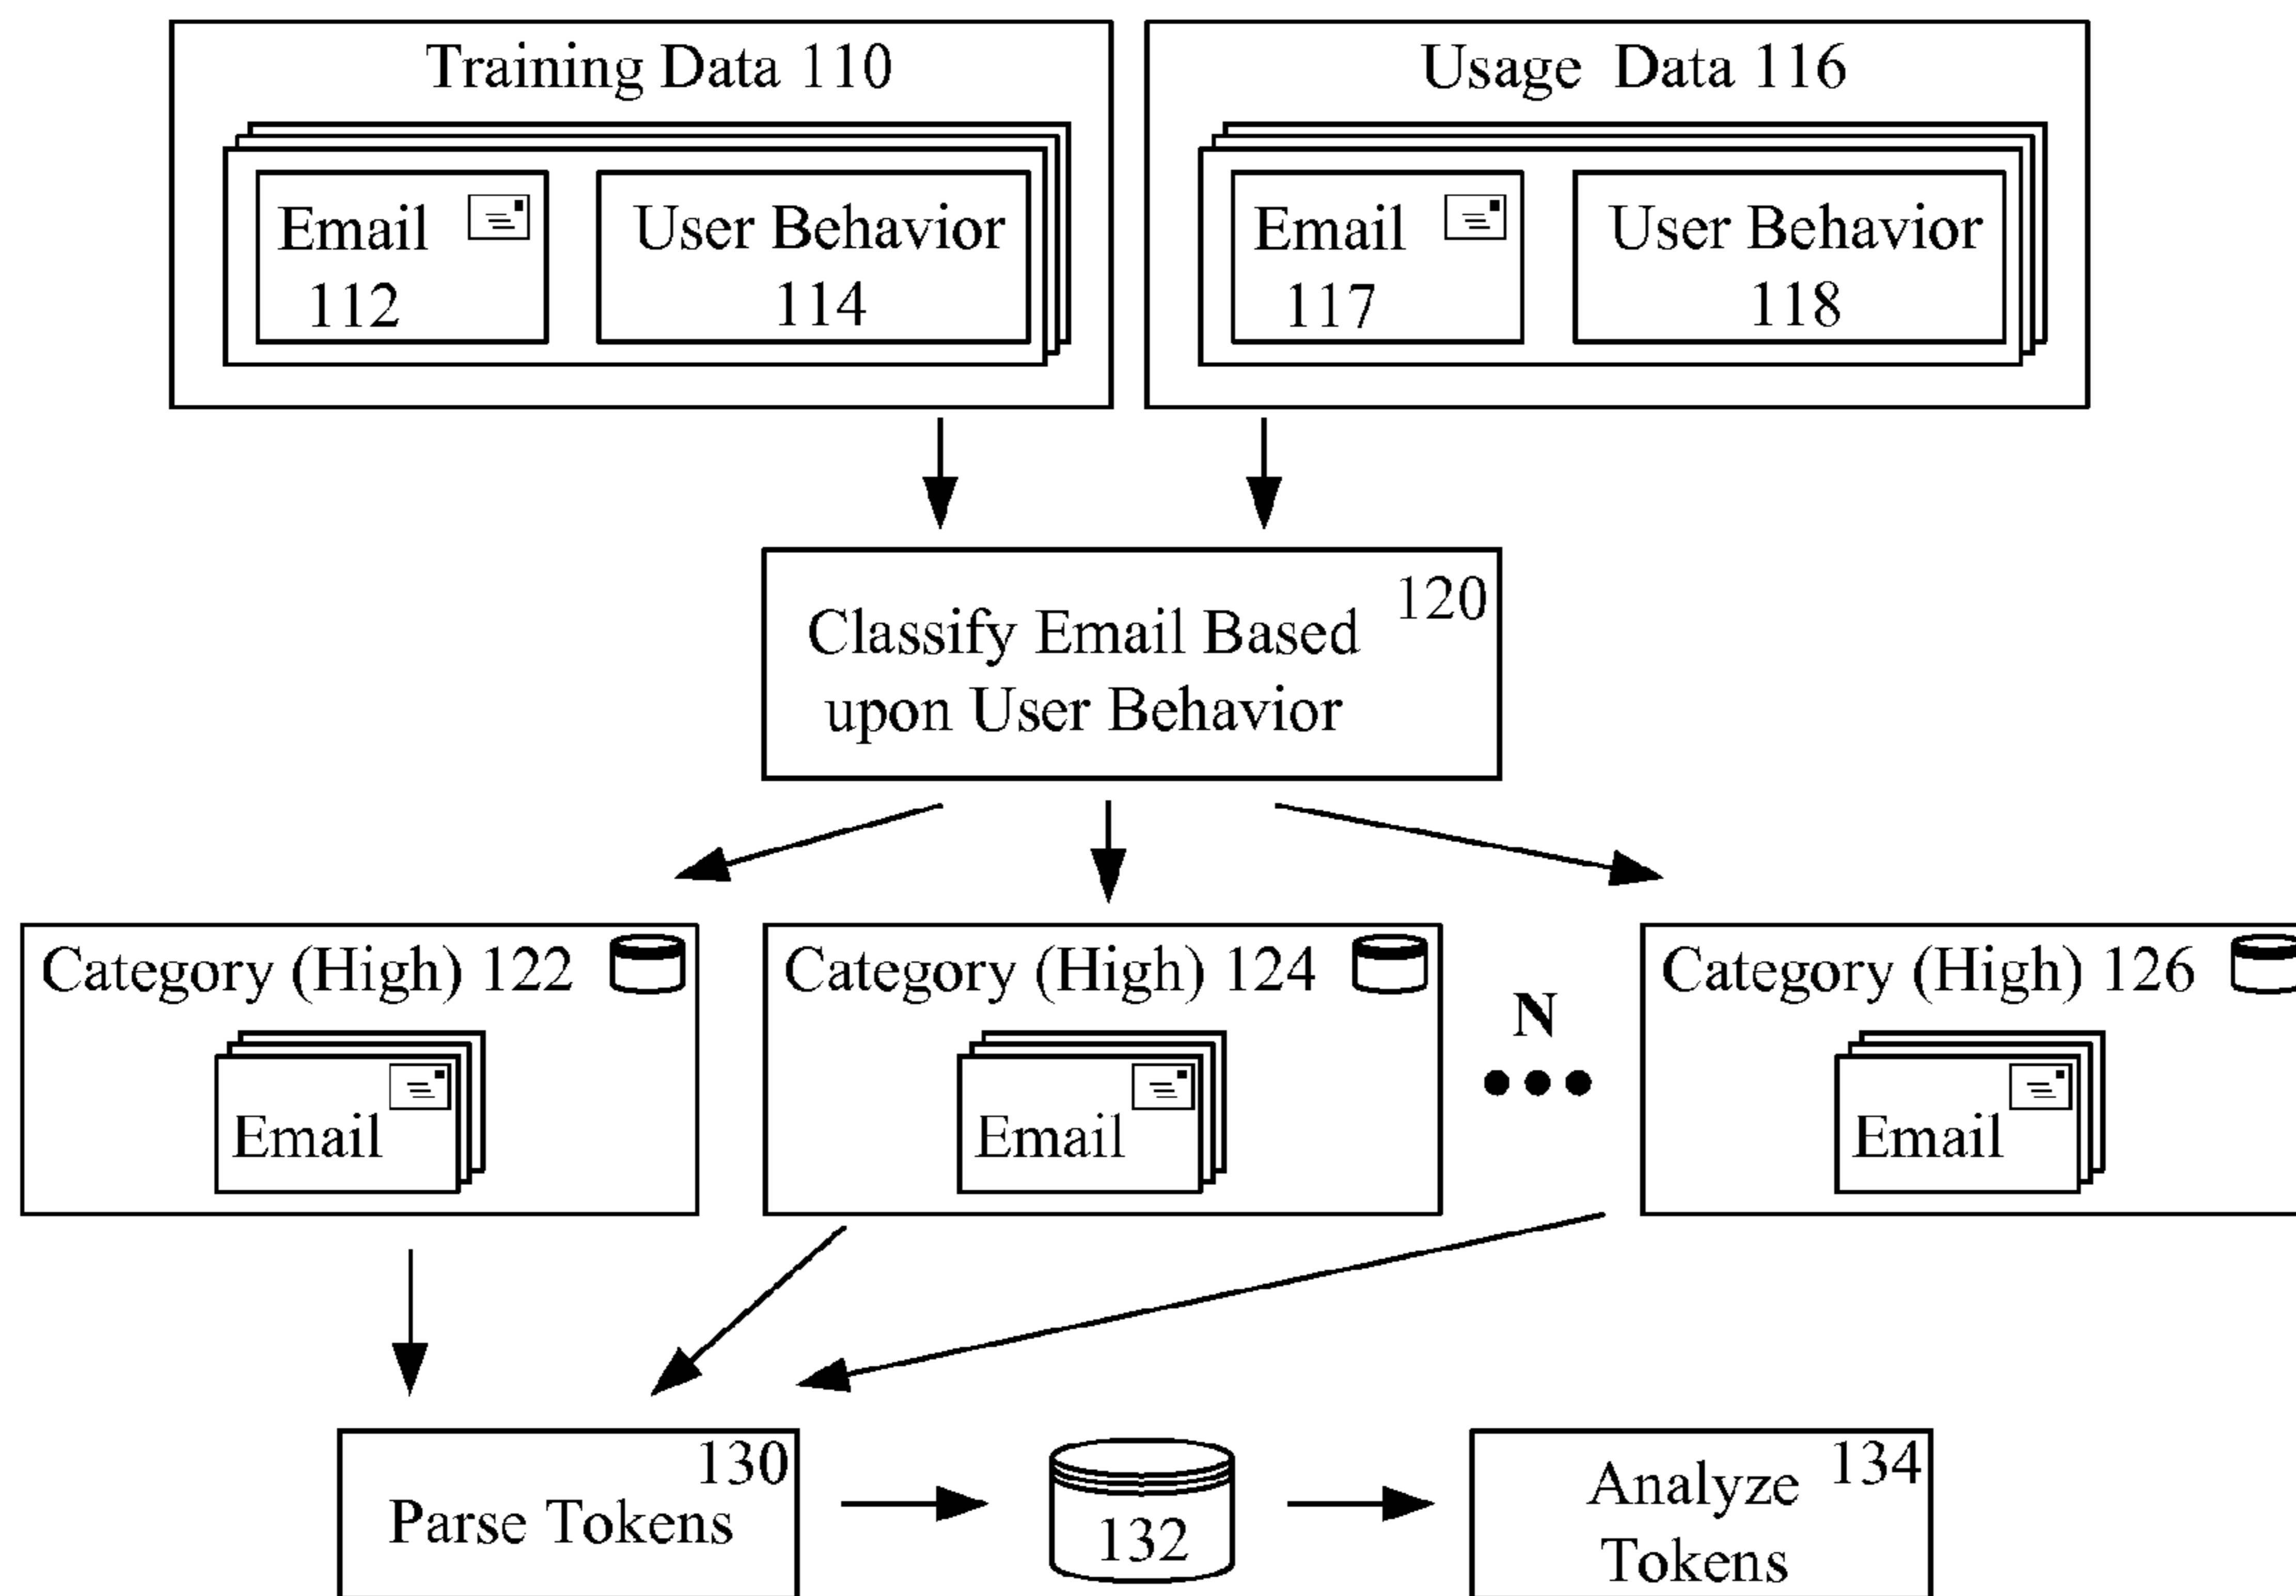 Training Data 110
Email
112
User Behavior
114
Usage Data 116
Email
117
User Behavior
118
120
Classify Email Based
upon User Behavior
Category (High) 122
Email
Category (High) 124
Email
N
Category (High) 126
Email
130
Parse Tokens
132
134
Analyze
Tokens